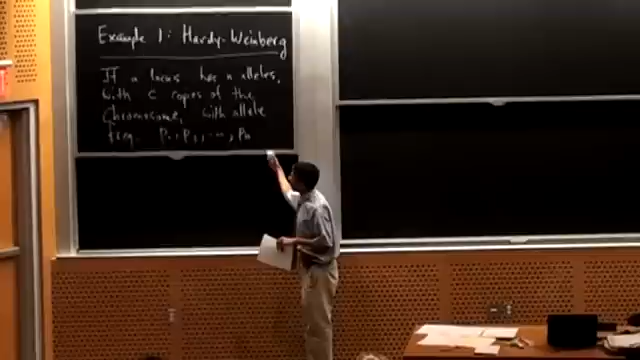 Example 1: Hardy-Weinberg
If a locus has n alleles,
with c copies of the
Chromosome, with allele
freq. P₁, P₂, ..., Pn